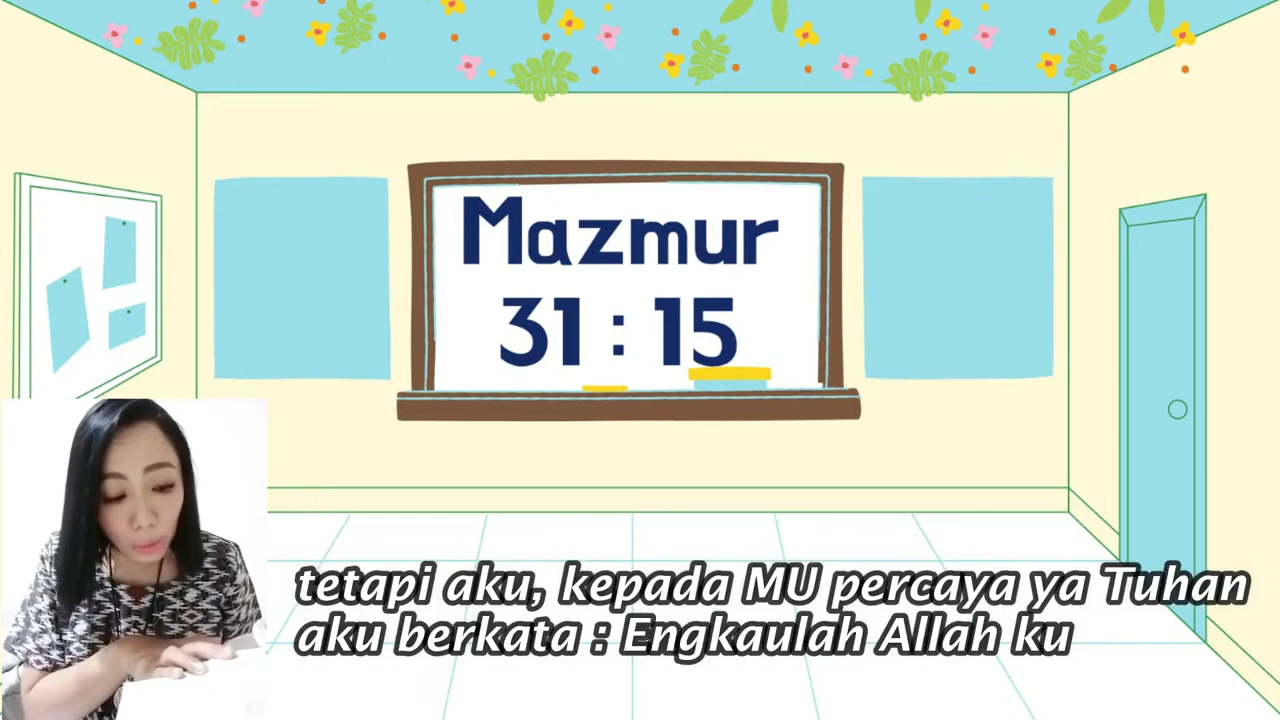 Mazmur
31 : 15
tetapi aku, kepada MU percaya ya Tuhan
aku berkata : Engkaulah Allah ku